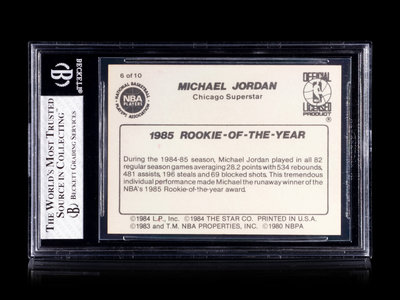 BECKETT
THE WORLD'S MOST TRUSTED
SOURCE IN COLLECTING™
BECKETT GRADING SERVICES
6 of 10
NATIONAL BASKETBALL
NBA
PLAYERS
ASSOCIATION
MICHAEL JORDAN
Chicago Superstar
OFFICIAL
LICENSED
PRODUCT
1985 ROOKIE-OF-THE-YEAR
During the 1984-85 season, Michael Jordan played in all 82
regular season games averaging 28.2 points with 534 rebounds,
481 assists, 196 steals and 69 blocked shots. This tremendous
individual performance made Michael the runaway winner of the
NBA's 1985 Rookie-of-the-year award.
©1984 L.P., Inc. ©1984 THE STAR CO. PRINTED IN U.S.A.
©1983 and T.M. NBA PROPERTIES, INC. ©1980 NBPA